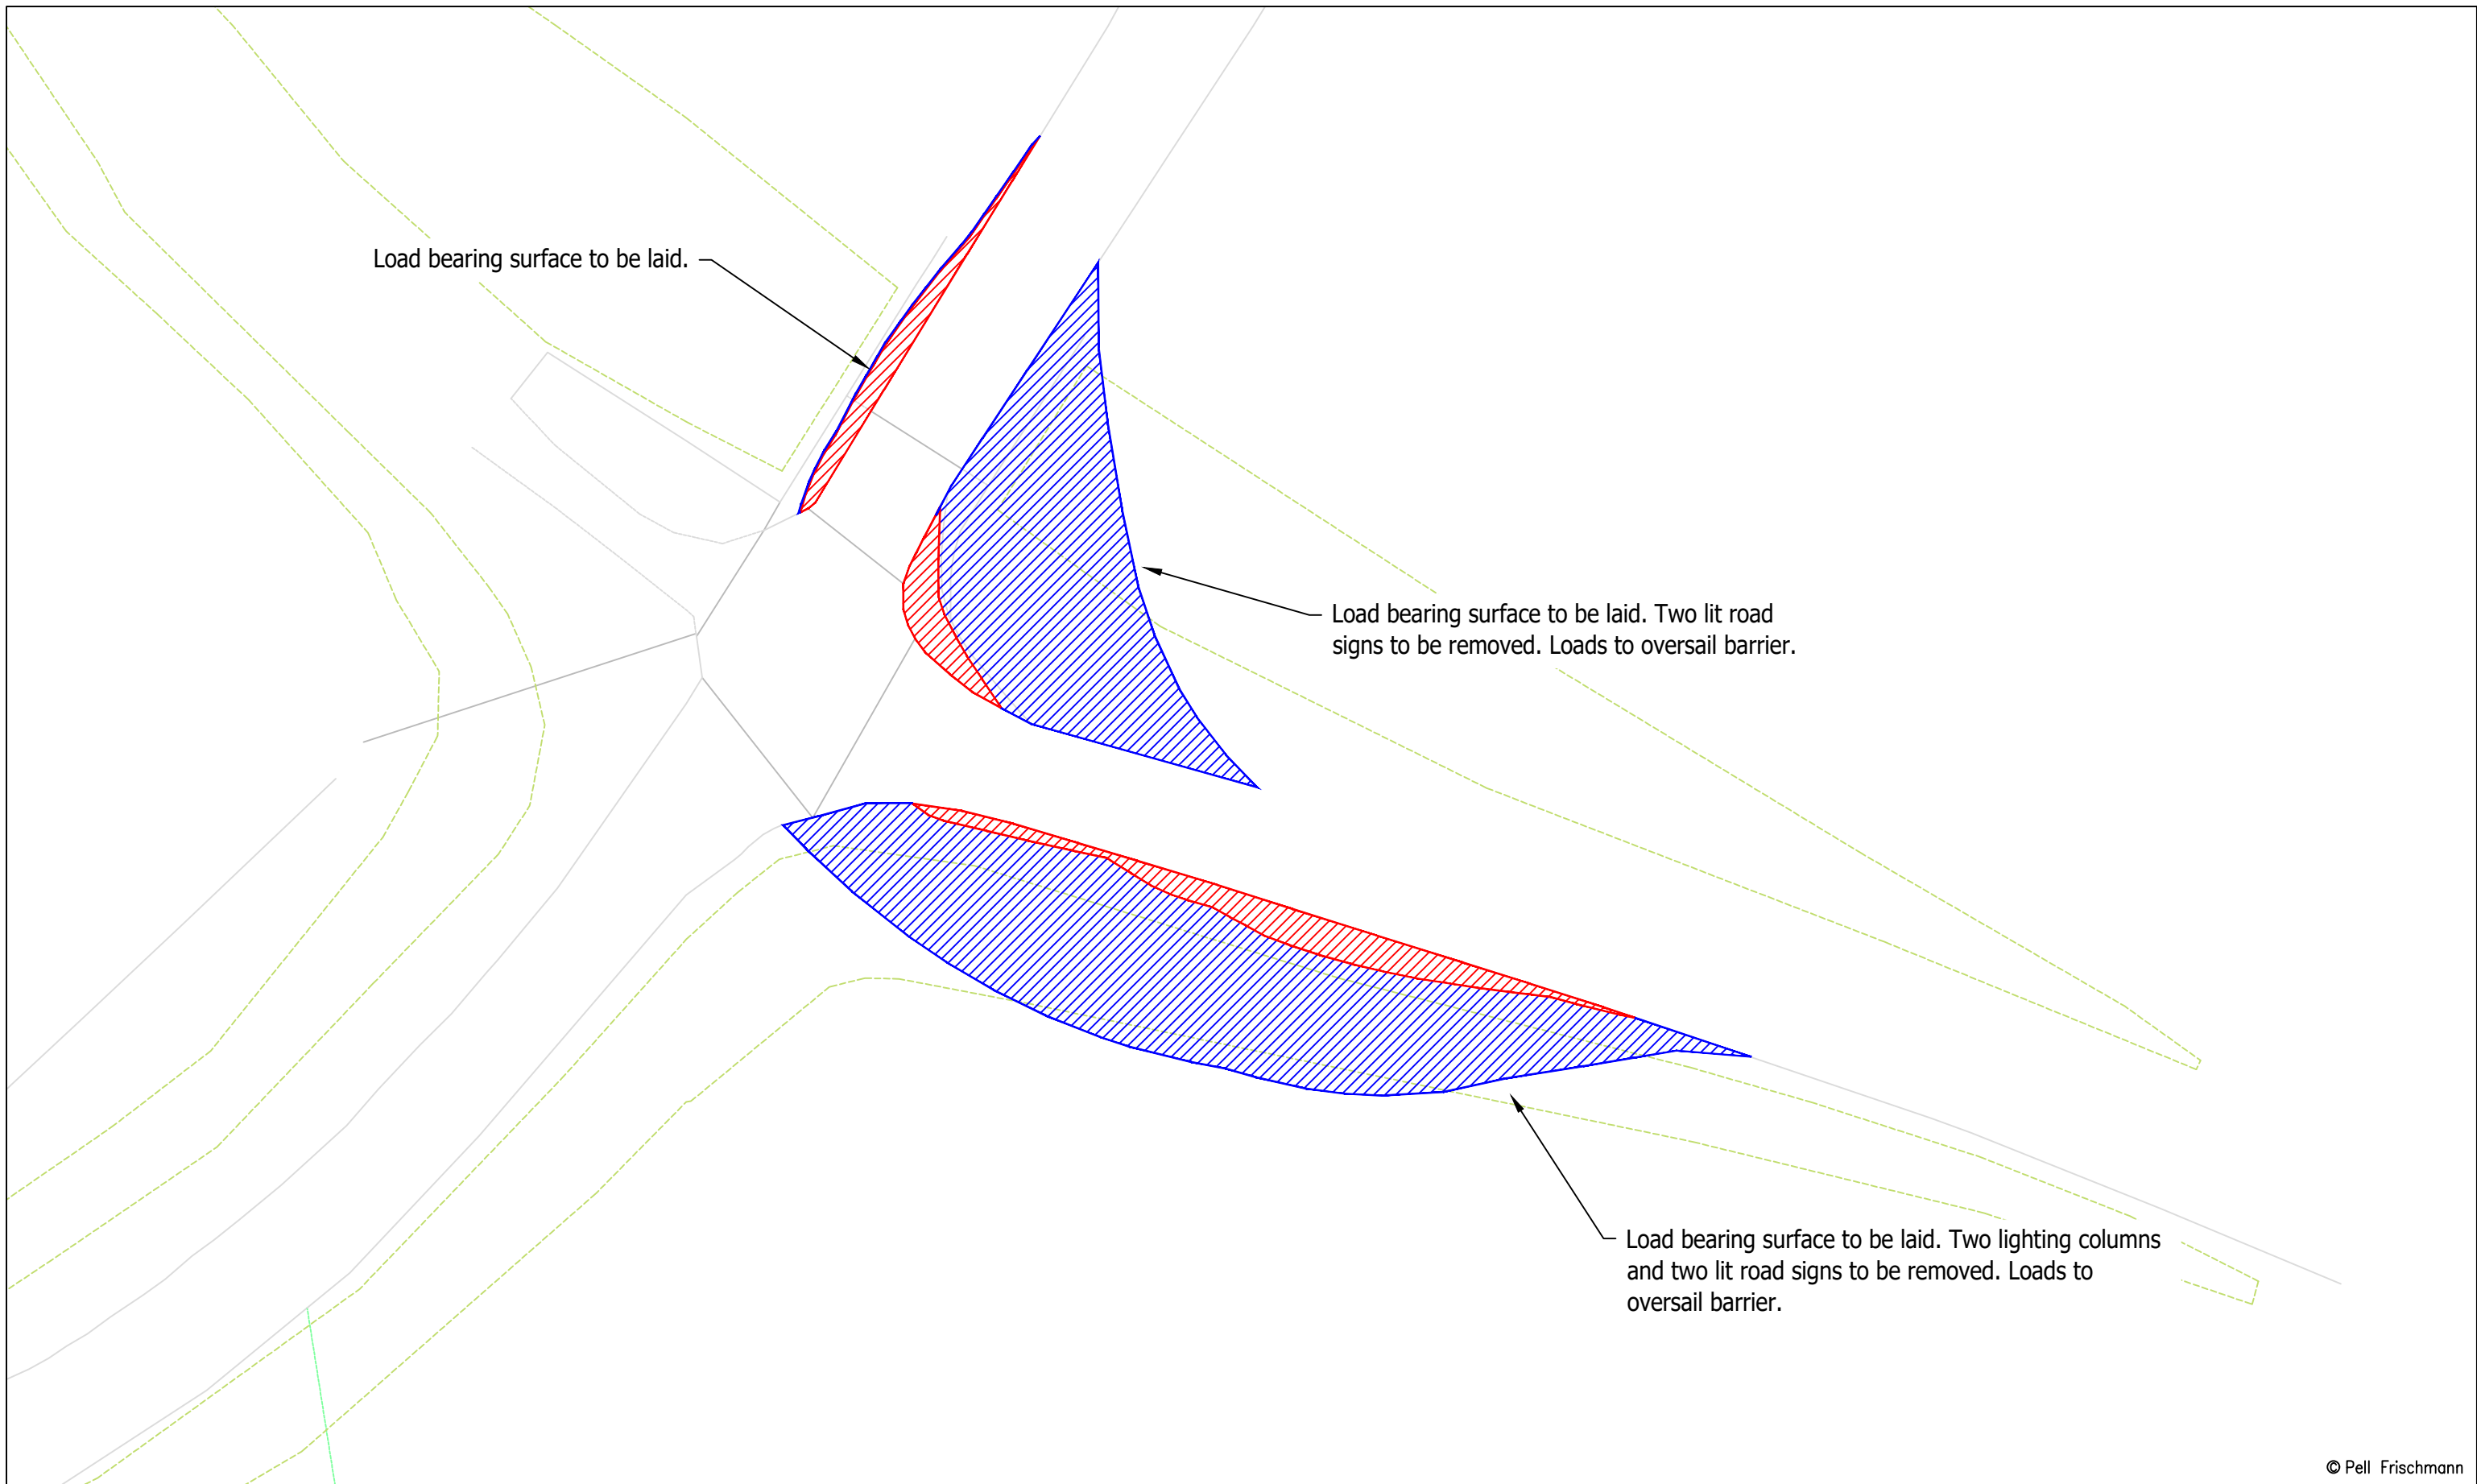 Load bearing surface to be laid.
Load bearing surface to be laid. Two lit road
signs to be removed. Loads to oversail barrier.
Load bearing surface to be laid. Two lighting columns
and two lit road signs to be removed. Loads to
oversail barrier.
© Pell Frischmann